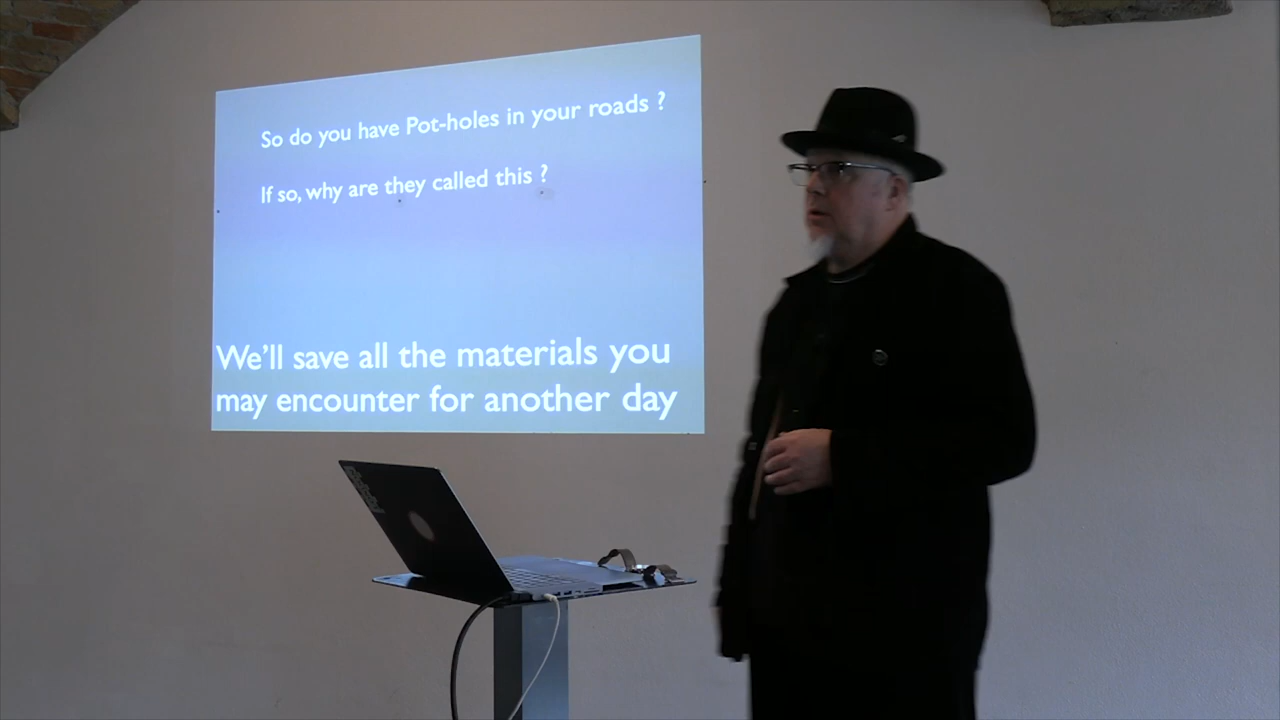 So do you have Pot-holes in your roads ?
If so, why are they called this ?
We'll save all the materials you
may encounter for another day